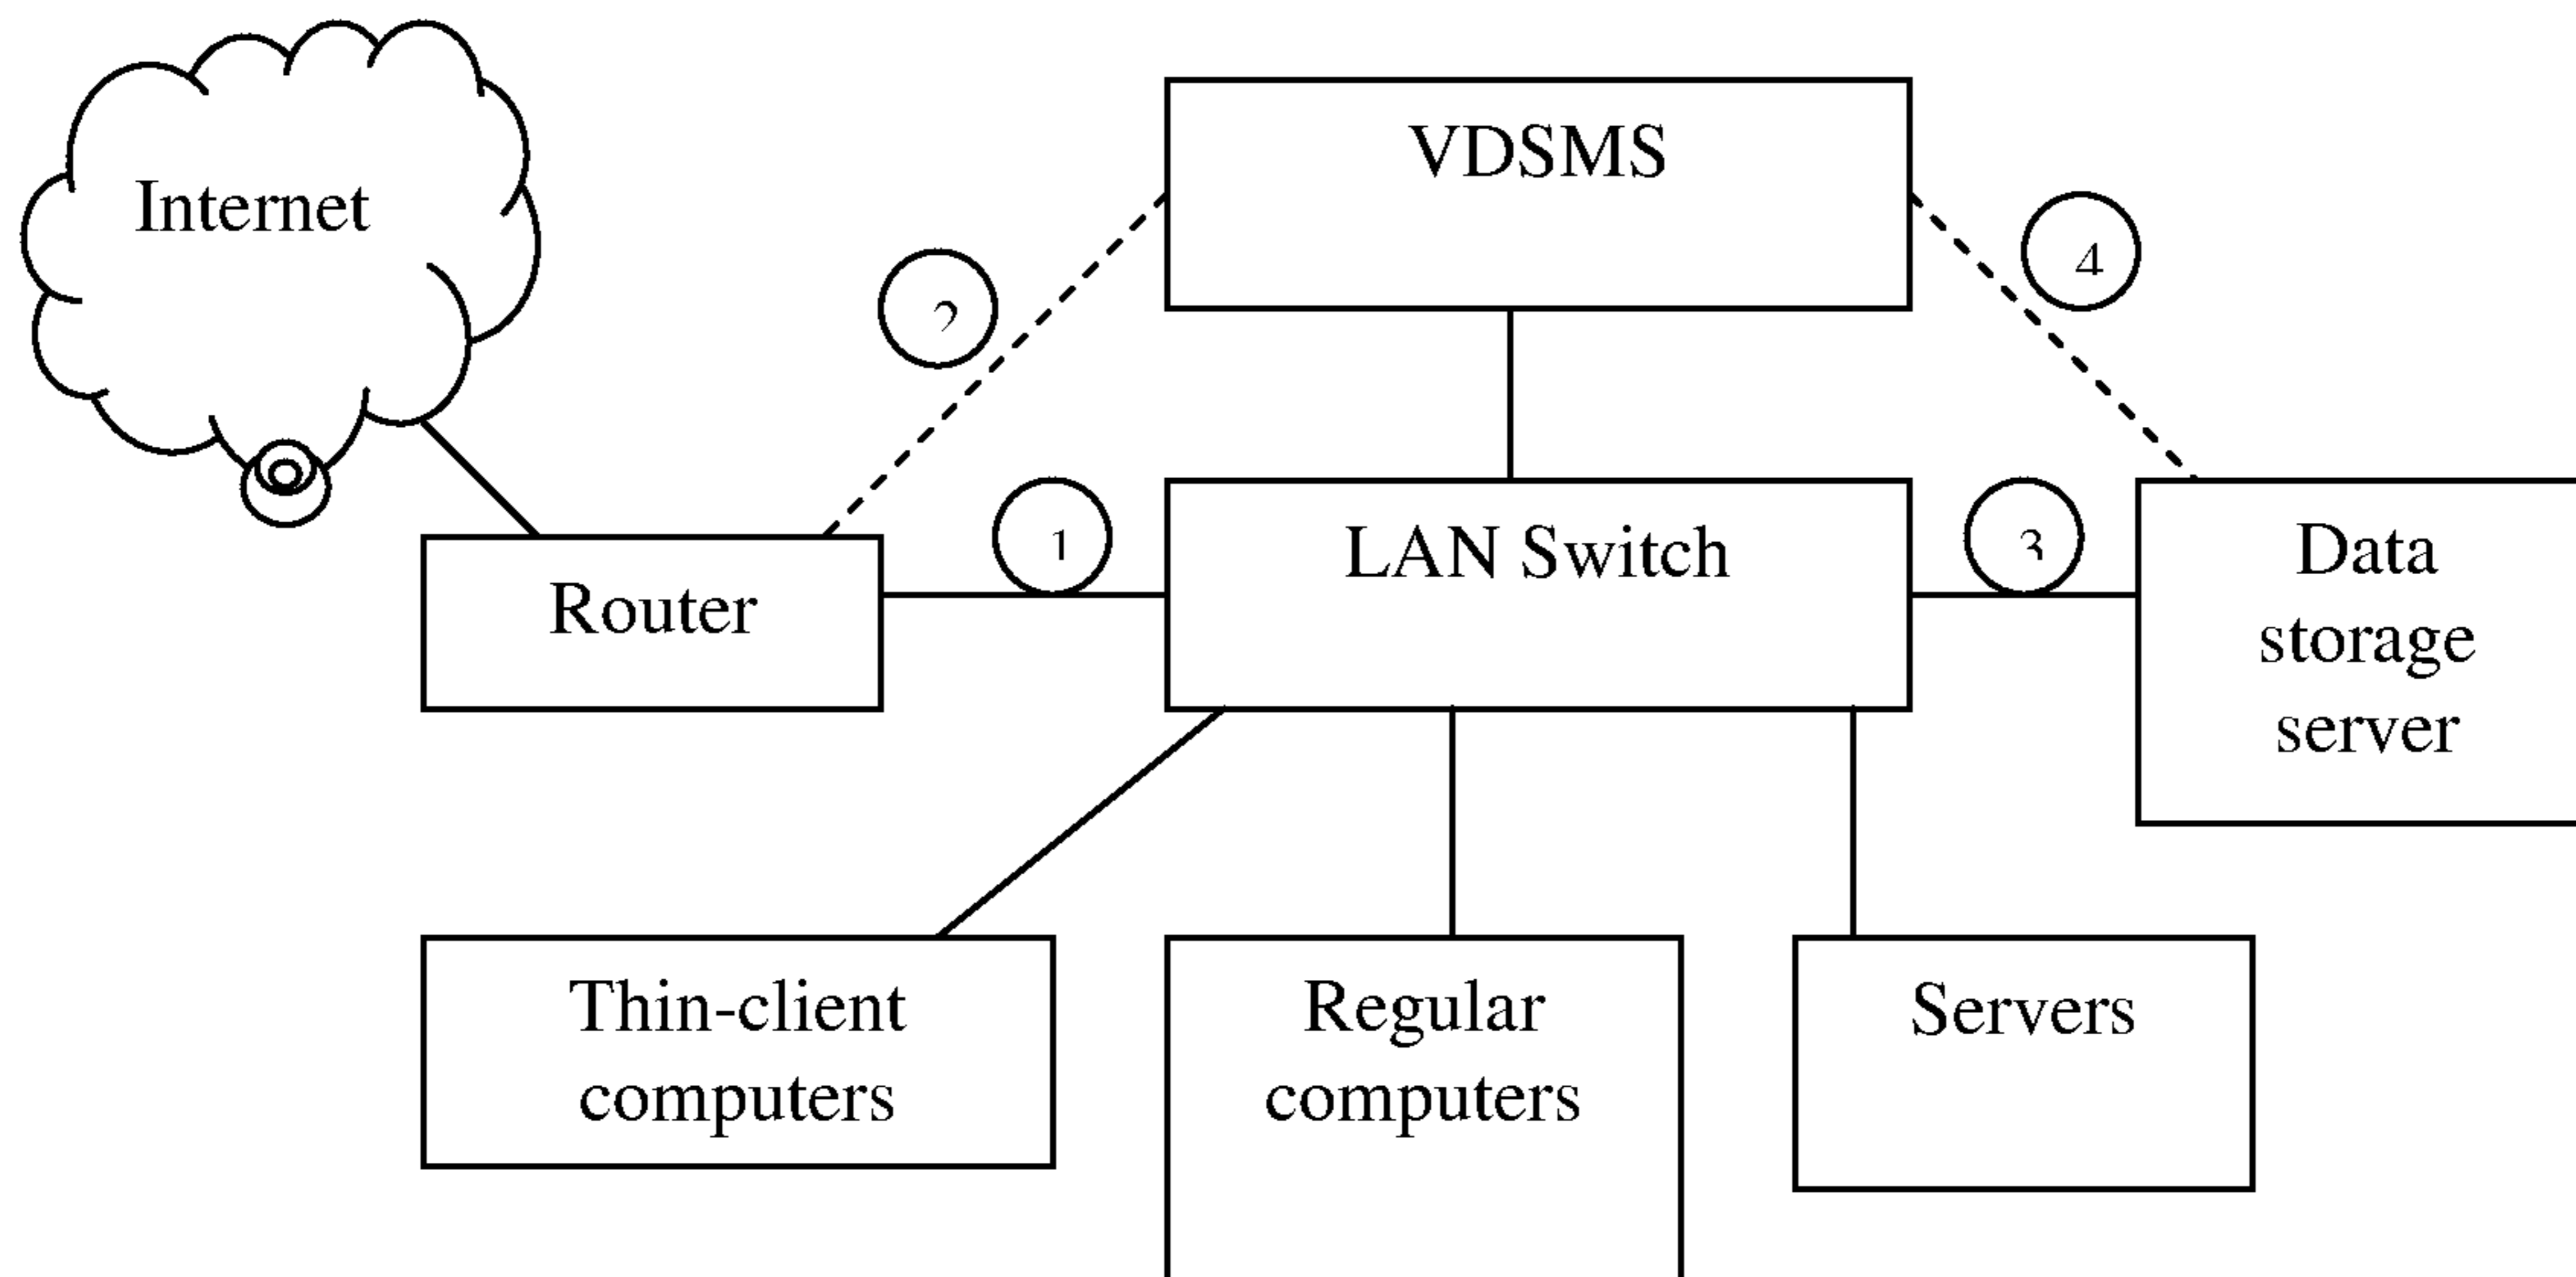 Internet
VDSMS
4
2
1
LAN Switch
3
Data
storage
server
Router
Thin-client
computers
Regular
computers
Servers